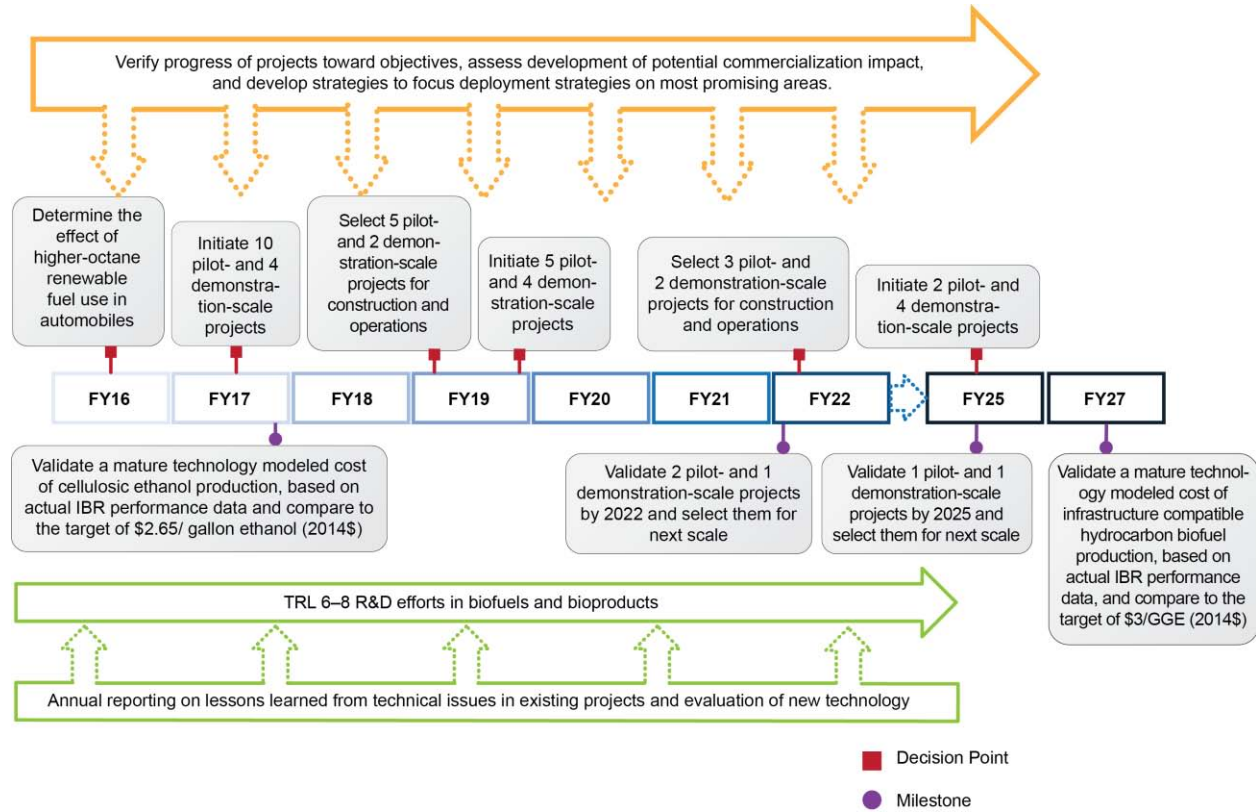 Verify progress of projects toward objectives, assess development of potential commercialization impact,
and develop strategies to focus deployment strategies on most promising areas.
Determine the
effect of
higher-octane
renewable
fuel use in
automobiles
Initiate 10
pilot- and 4
demonstra-
tion-scale
projects
Select 5 pilot-
and 2 demon-
stration-scale
projects for
construction and
operations
Initiate 5 pilot-
and 4 demon-
stration-scale
projects
Select 3 pilot- and
2 demonstration-scale
projects for construction
and operations
Initiate 2 pilot- and
4 demonstra-
tion-scale projects
FY16
FY17
FY18
FY19
FY20
FY21
FY22
FY25
FY27
Validate a mature technology modeled cost
of cellulosic ethanol production, based on
actual IBR performance data and compare to
the target of $2.65/ gallon ethanol (2014$)
Validate 2 pilot- and 1
demonstration-scale projects
by 2022 and select them for
next scale
Validate 1 pilot- and 1
demonstration-scale
projects by 2025 and
select them for next scale
Validate a mature technol-
ogy modeled cost of
infrastructure compatible
hydrocarbon biofuel
production, based on
actual IBR performance
data, and compare to the
target of $3/GGE (2014$)
TRL 6–8 R&D efforts in biofuels and bioproducts
Annual reporting on lessons learned from technical issues in existing projects and evaluation of new technology
Decision Point
Milestone